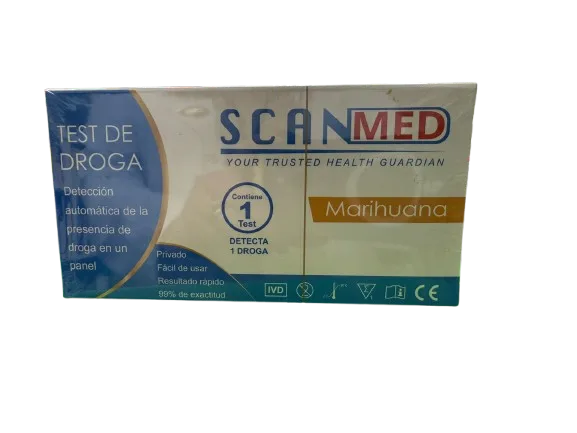 TEST DE
DROGA
Detección
automática de la
presencia de
droga en un
panel
Privado
Fácil de usar
Resultado rápido
99% de exactitud
SCANMED
YOUR TRUSTED HEALTH GUARDIAN
Contiene
1
Test
DETECTA
1 DROGA
Marihuana
IVD
CE